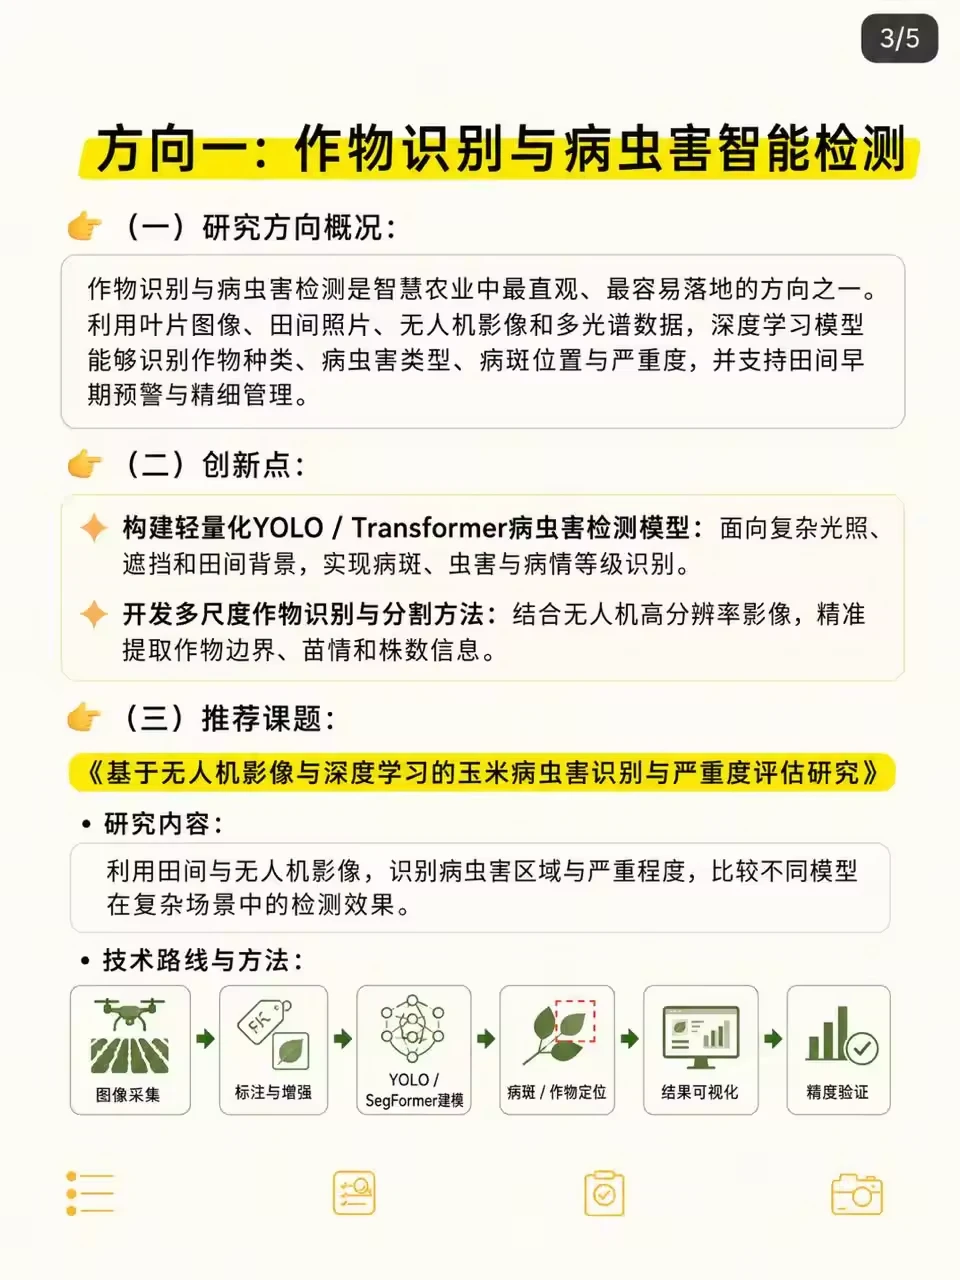 3/5
方向一：作物识别与病虫害智能检测
（一）研究方向概况：
作物识别与病虫害检测是智慧农业中最直观、最容易落地的方向之一。
利用叶片图像、田间照片、无人机影像和多光谱数据，深度学习模型
能够识别作物种类、病虫害类型、病斑位置与严重度，并支持田间早
期预警与精细管理。
（二）创新点：
构建轻量化YOLO / Transformer病虫害检测模型：面向复杂光照、
遮挡和田间背景，实现病斑、虫害与病情等级识别。
开发多尺度作物识别与分割方法：结合无人机高分辨率影像，精准
提取作物边界、苗情和株数信息。
（三）推荐课题：
《基于无人机影像与深度学习的玉米病虫害识别与严重度评估研究》
• 研究内容：
利用田间与无人机影像，识别病虫害区域与严重程度，比较不同模型
在复杂场景中的检测效果。
• 技术路线与方法：
图像采集
标注与增强
YOLO /
SegFormer建模
病斑 / 作物定位
结果可视化
精度验证